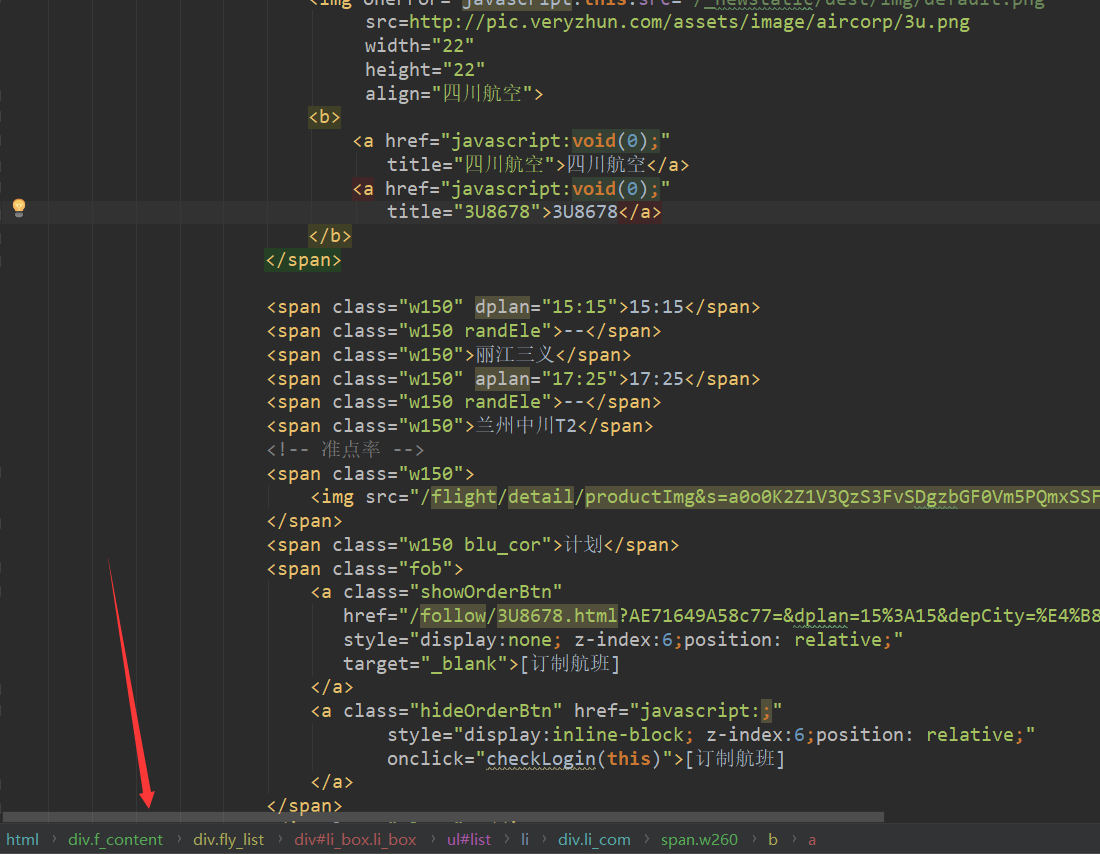 <img onerror="javascript:this.src='/_newstatic/dest/img/default.png
src=http://pic.veryzhun.com/assets/image/aircorp/3u.png
width="22"
height="22"
align="四川航空">
<b>
<a href="javascript:void(0);"
title="四川航空">四川航空</a>
<a href="javascript:void(0);"
title="3U8678">3U8678</a>
</b>
</span>
<span class="w150" dplan="15:15">15:15</span>
<span class="w150 randEle">--</span>
<span class="w150">丽江三义</span>
<span class="w150" aplan="17:25">17:25</span>
<span class="w150 randEle">--</span>
<span class="w150">兰州中川T2</span>
<!-- 准点率 -->
<span class="w150">
<img src="/flight/detail/productImg&s=a0o0K2Z1V3QzS3FvSDgzbGF0Vm5PQmxSSF
</span>
<span class="w150 blu_cor">计划</span>
<span class="fob">
<a class="showOrderBtn"
href="/follow/3U8678.html?AE71649A58c77=&dplan=15%3A15&depCity=%E4%B8
style="display:none; z-index:6;position: relative;"
target="_blank">[订制航班]
</a>
<a class="hideOrderBtn" href="javascript:;"
style="display:inline-block; z-index:6;position: relative;"
onclick="checkLogin(this)">[订制航班]
</a>
</span>
html › div.f_content › div.fly_list › div#li_box.li_box › ul#list › li › div.li_com › span.w260 › b › a